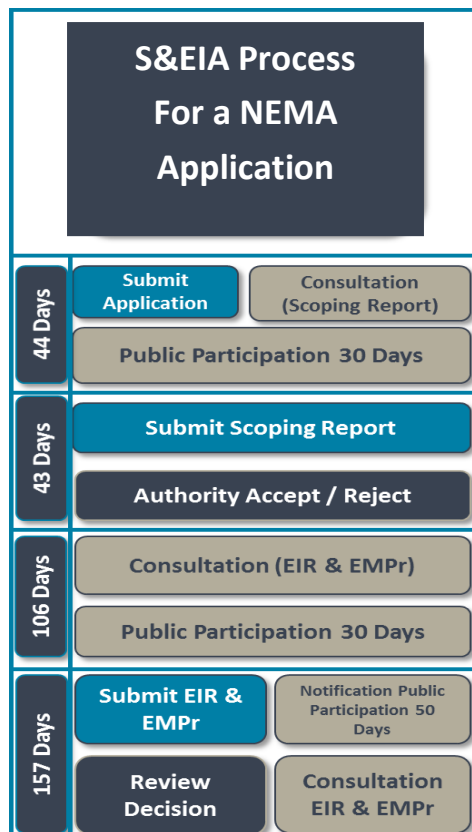 S&EIA Process
For a NEMA
Application
44 Days
Submit
Application
Consultation
(Scoping Report)
Public Participation 30 Days
43 Days
Submit Scoping Report
Authority Accept / Reject
106 Days
Consultation (EIR & EMPr)
Public Participation 30 Days
157 Days
Submit EIR &
EMPr
Notification Public
Participation 50
Days
Review
Decision
Consultation
EIR & EMPr